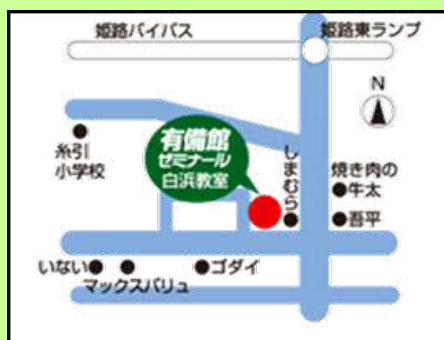 姫路バイパス
姫路東ランプ
N
糸引
小学校
有備館
ゼミナール
白浜教室
しまむら
焼き肉の
牛太
吾平
いない
マックスバリュ
ゴダイ